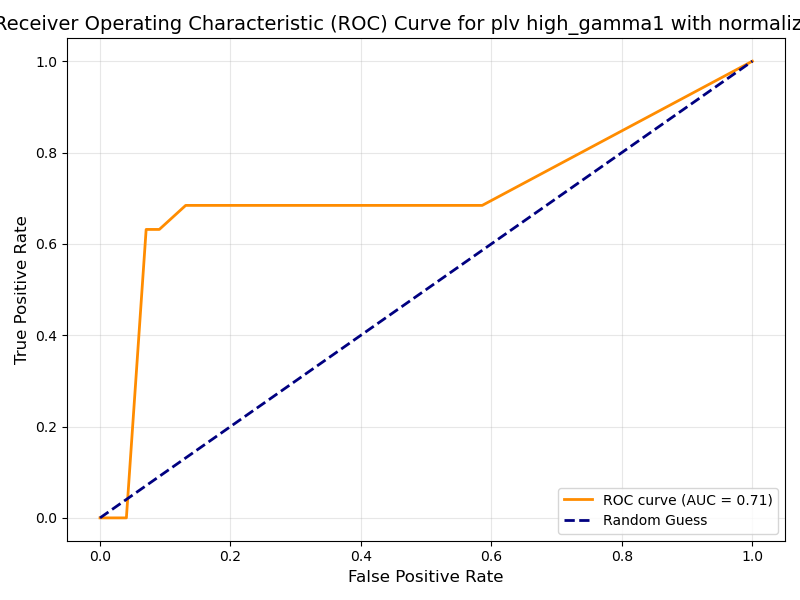 Receiver Operating Characteristic (ROC) Curve for plv high_gamma1 with normaliz
1.0
0.8
0.6
0.4
0.2
0.0
True Positive Rate
0.0 0.2 0.4 0.6 0.8 1.0
False Positive Rate
ROC curve (AUC = 0.71)
Random Guess